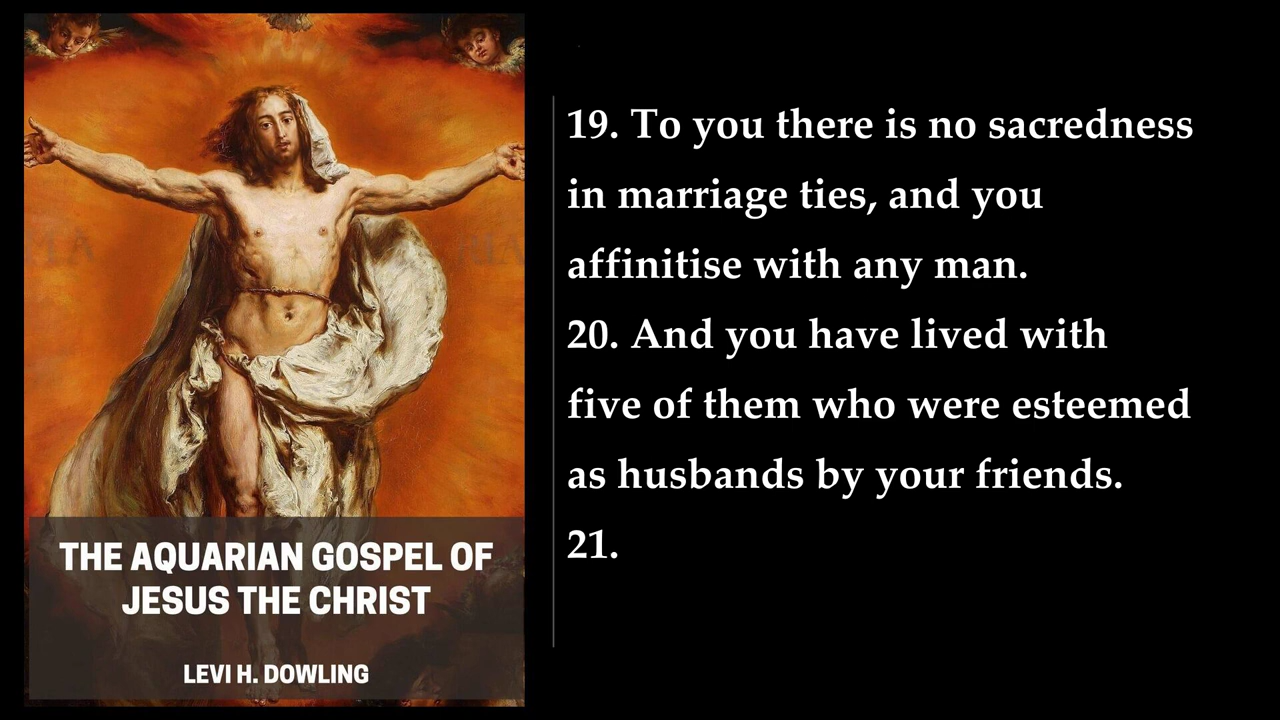 THE AQUARIAN GOSPEL OF
JESUS THE CHRIST
LEVI H. DOWLING
19. To you there is no sacredness
in marriage ties, and you
affinitise with any man.
20. And you have lived with
five of them who were esteemed
as husbands by your friends.
21.